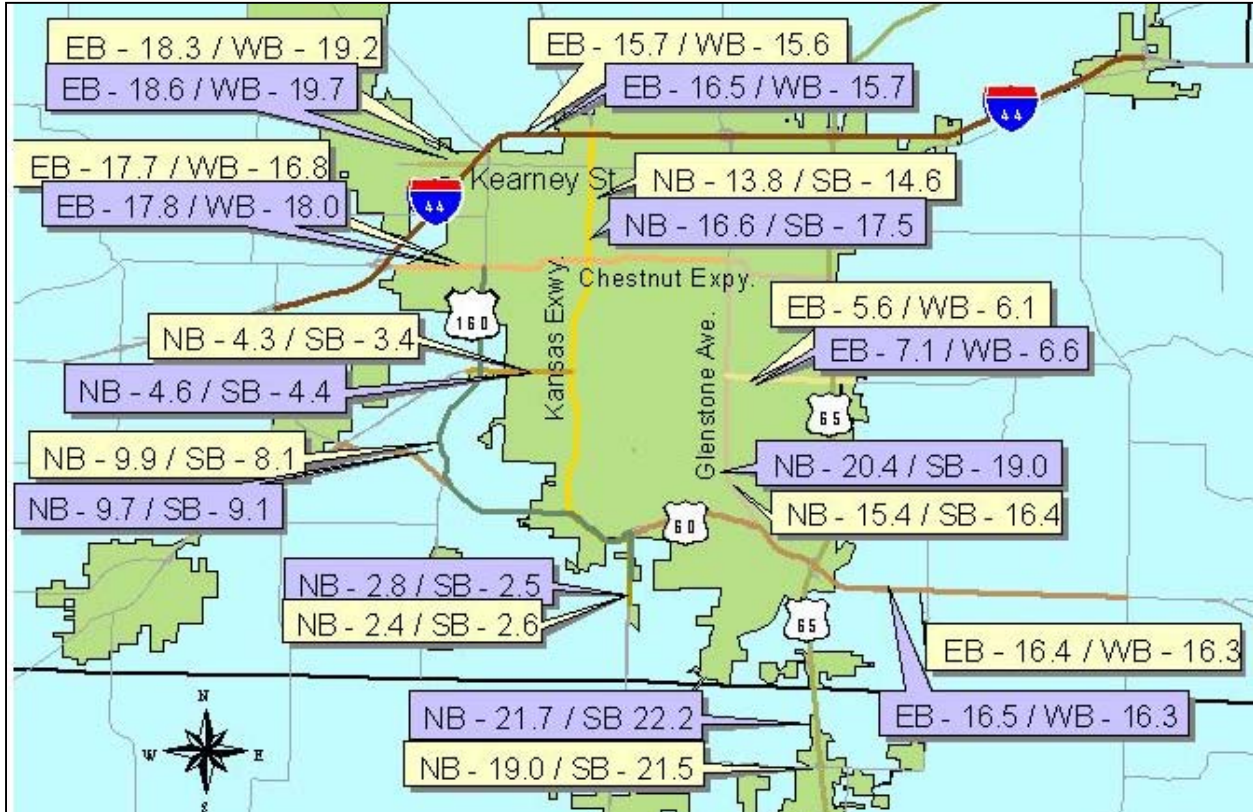 EB - 18.3 / WB - 19.2
EB - 15.7 / WB - 15.6
EB - 18.6 / WB - 19.7
EB - 16.5 / WB - 15.7
44
EB - 17.7 / WB - 16.8
Kearney St
NB - 13.8 / SB - 14.6
44
EB - 17.8 / WB - 18.0
NB - 16.6 / SB - 17.5
Chestnut Expy.
EB - 5.6 / WB - 6.1
160
NB - 4.3 / SB - 3.4
Kansas Exwy
Glenstone Ave.
EB - 7.1 / WB - 6.6
NB - 4.6 / SB - 4.4
65
NB - 9.9 / SB - 8.1
NB - 20.4 / SB - 19.0
NB - 9.7 / SB - 9.1
NB - 15.4 / SB - 16.4
60
NB - 2.8 / SB - 2.5
NB - 2.4 / SB - 2.6
65
EB - 16.4 / WB - 16.3
NB - 21.7 / SB 22.2
EB - 16.5 / WB - 16.3
N
W E
S
NB - 19.0 / SB - 21.5